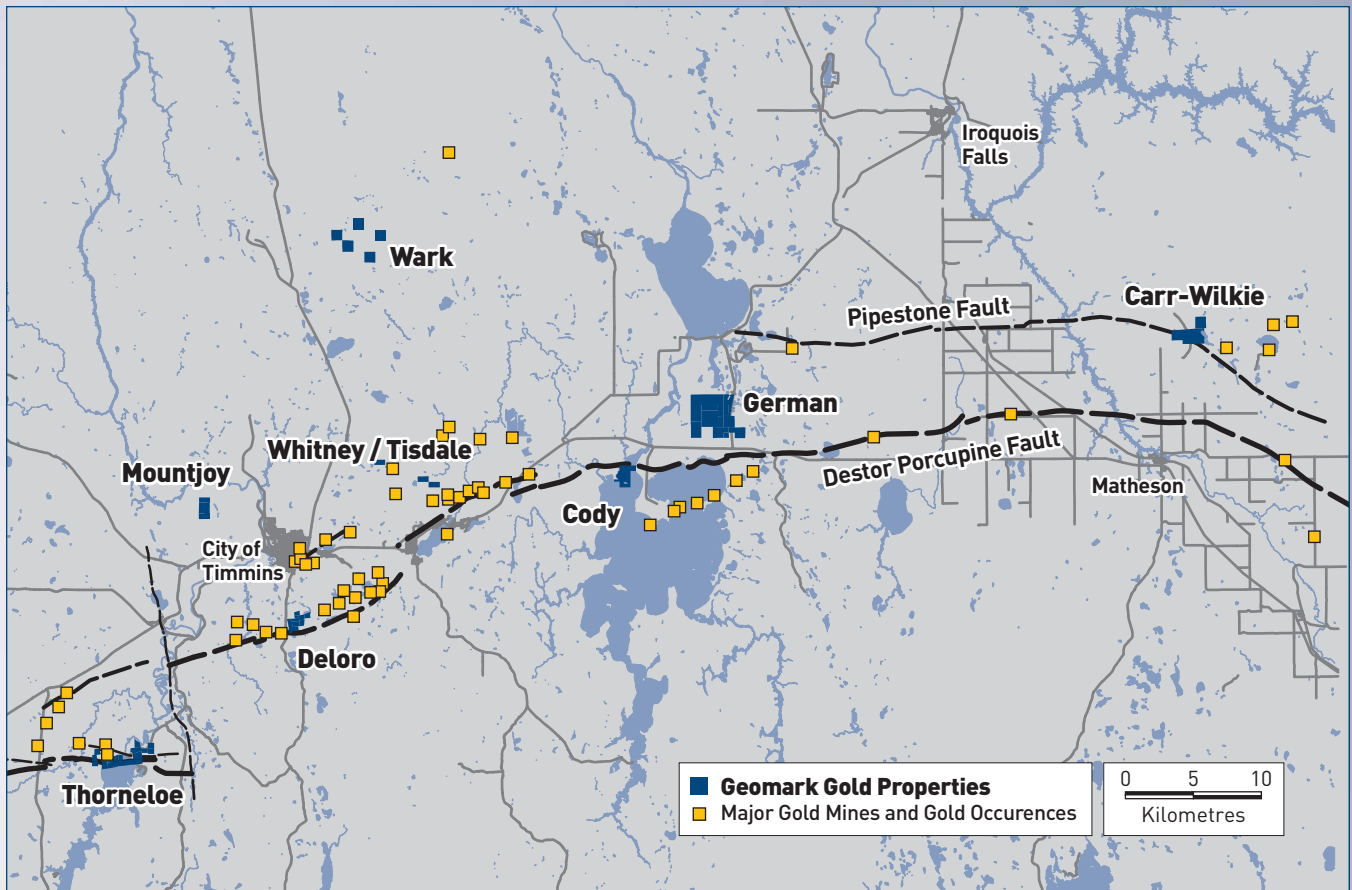 Iroquois
Falls
Wark
Carr-Wilkie
Pipestone Fault
German
Whitney / Tisdale
Destor Porcupine Fault
Mountjoy
Matheson
Cody
City of
Timmins
Deloro
Thorneloe
Geomark Gold Properties
Major Gold Mines and Gold Occurences
0 5 10
Kilometres